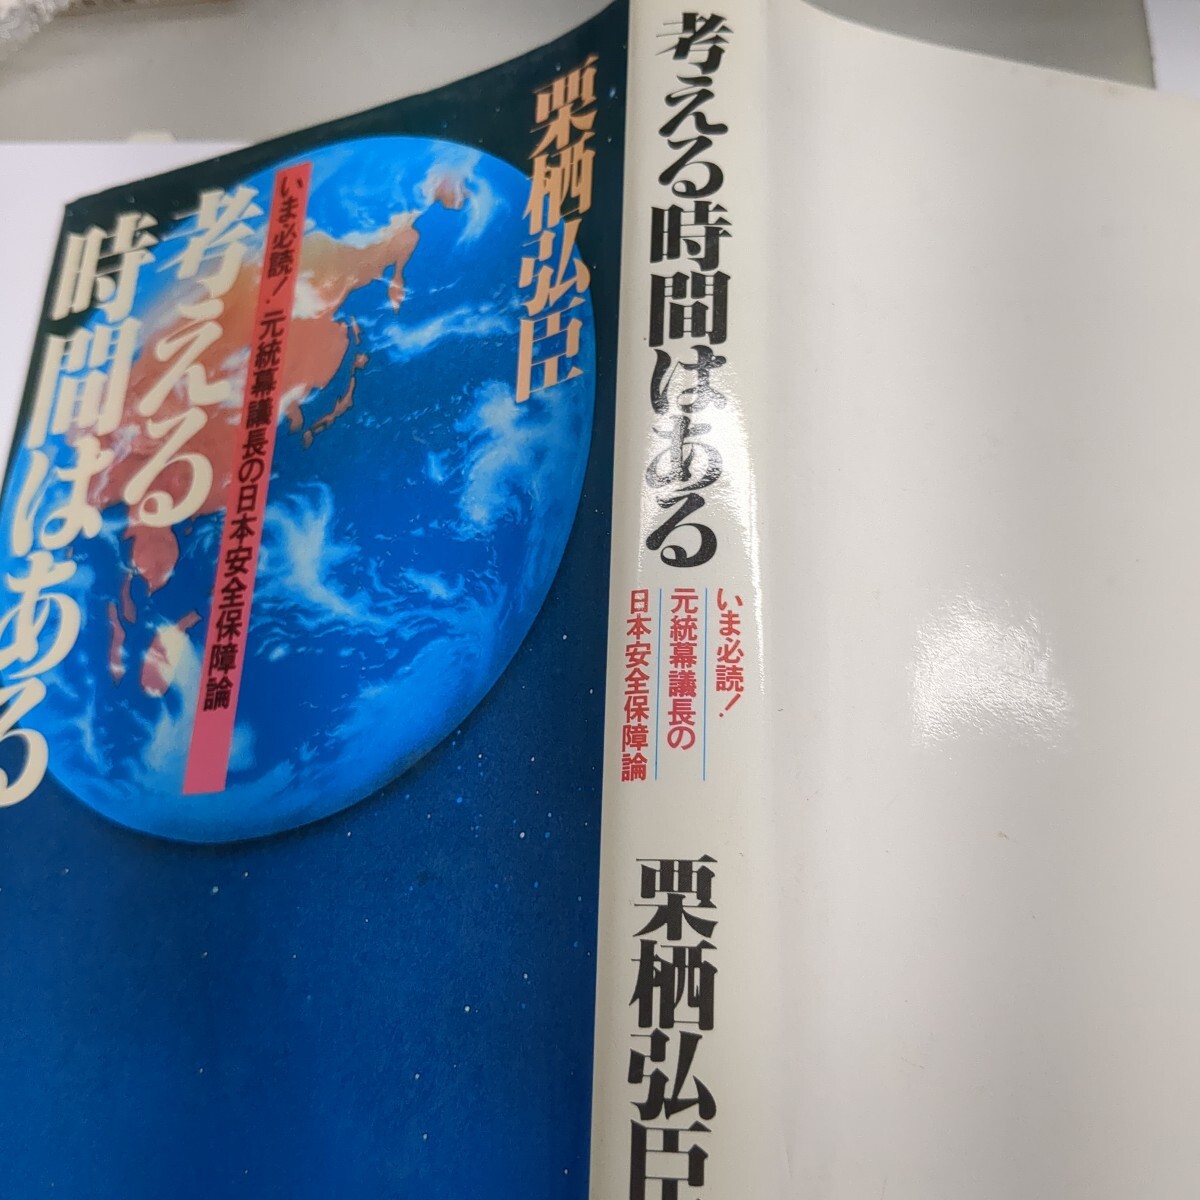 栗栖弘臣
いま必読！元統幕議長の日本安全保障論
考える
時間はある
考える時間はある
いま必読！
元統幕議長の
日本安全保障論
栗栖弘臣